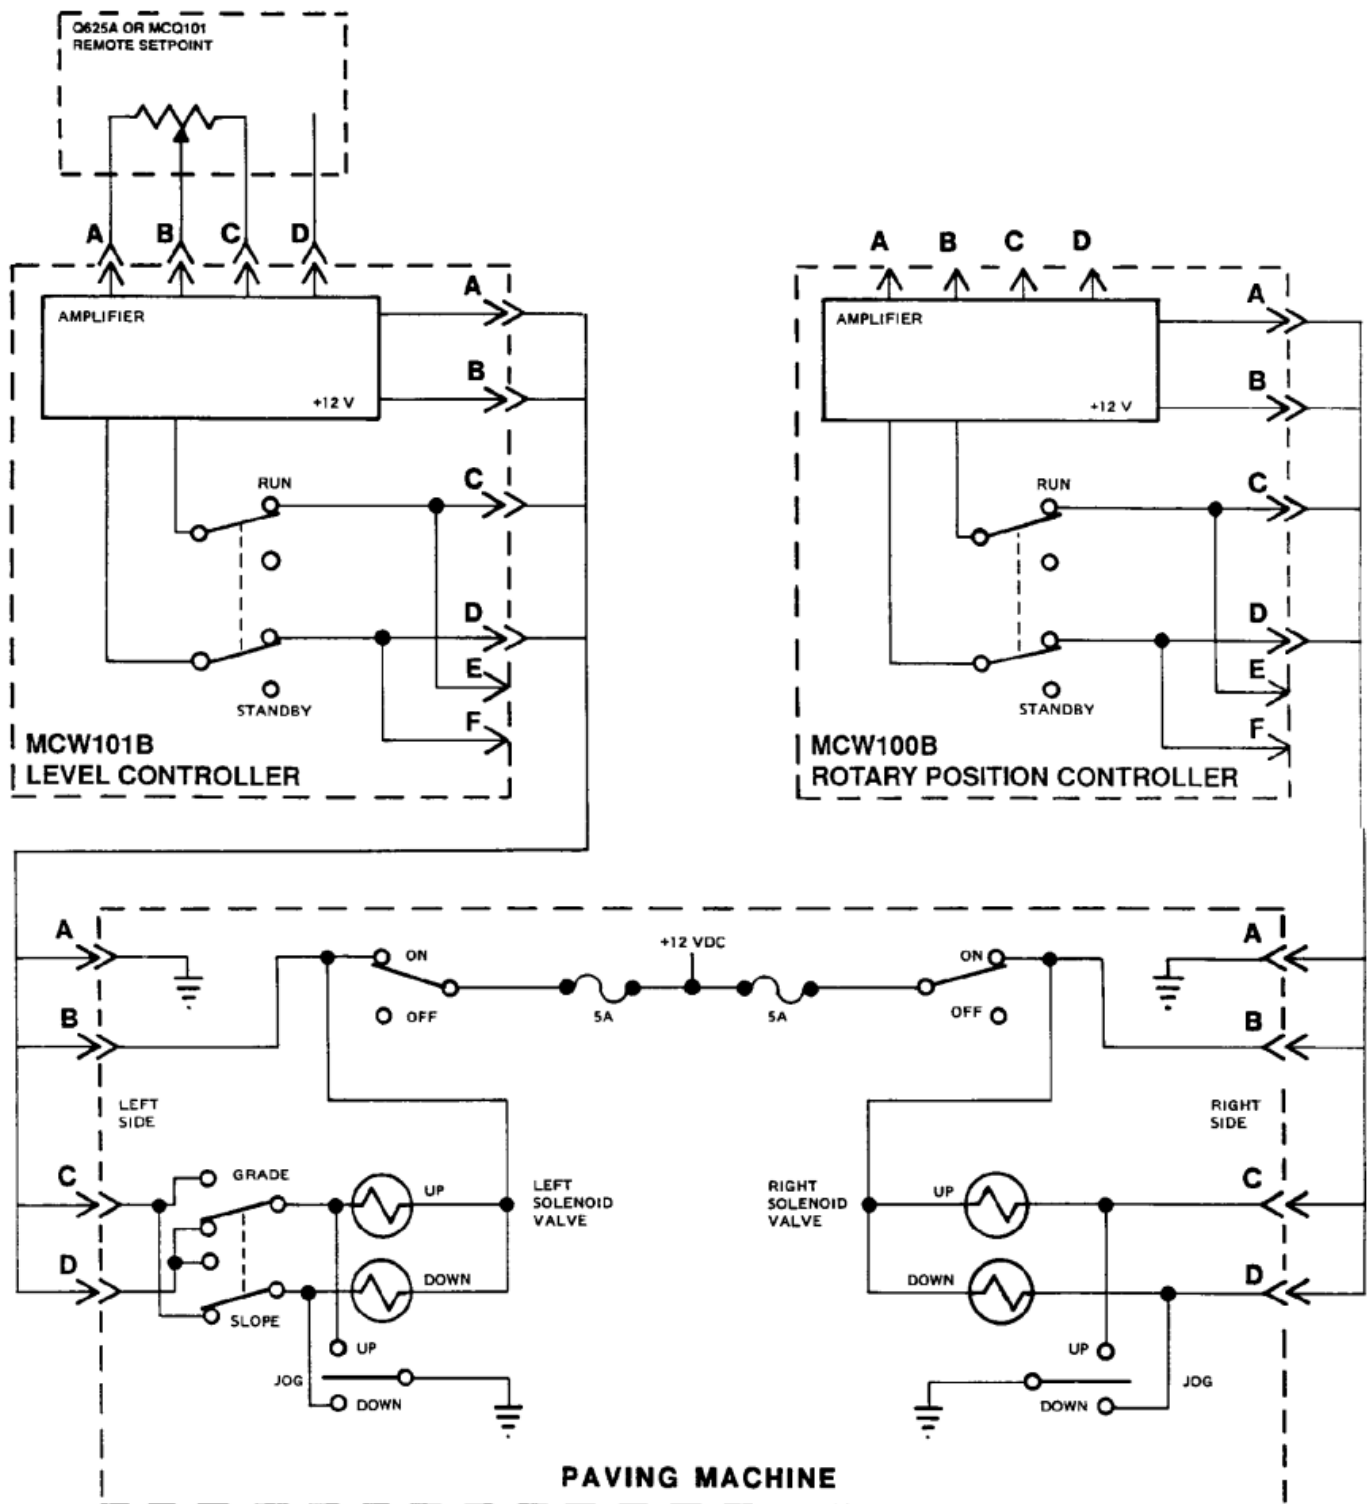 Q625A OR MCQ101
REMOTE SETPOINT
A B C D
A B C D
AMPLIFIER
+12 V
A
B
C
D
E
F
RUN
STANDBY
MCW101B
LEVEL CONTROLLER
AMPLIFIER
+12 V
A
B
C
D
E
F
RUN
STANDBY
MCW100B
ROTARY POSITION CONTROLLER
A
B
C
D
LEFT
SIDE
ON
OFF
5A
+12 VDC
5A
ON
OFF
A
B
C
D
RIGHT
SIDE
GRADE
SLOPE
UP
DOWN
LEFT
SOLENOID
VALVE
RIGHT
SOLENOID
VALVE
UP
DOWN
UP
JOG
DOWN
UP
JOG
DOWN
PAVING MACHINE